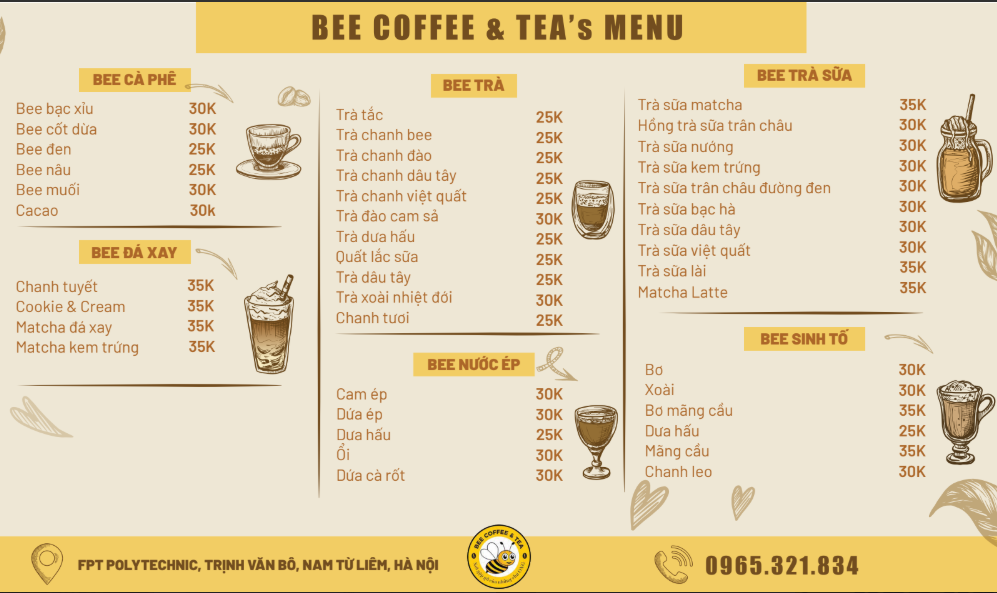 BEE COFFEE & TEA's MENU
BEE CÀ PHÊ
Bee bạc xỉu 30K
Bee cốt dừa 30K
Bee đen 25K
Bee nâu 25K
Bee muối 30K
Cacao 30k
BEE ĐÁ XAY
Chanh tuyết 35K
Cookie & Cream 35K
Matcha đá xay 35K
Matcha kem trứng 35K
BEE TRÀ
Trà tắc 25K
Trà chanh bee 25K
Trà chanh đào 25K
Trà chanh dâu tây 25K
Trà chanh việt quất 25K
Trà đào cam sả 30K
Trà dưa hấu 25K
Quất lắc sữa 25K
Trà dâu tây 25K
Trà xoài nhiệt đới 30K
Chanh tươi 25K
BEE NƯỚC ÉP
Cam ép 30K
Dứa ép 30K
Dưa hấu 25K
Ổi 30K
Dứa cà rốt 30K
BEE TRÀ SỮA
Trà sữa matcha 35K
Hồng trà sữa trân châu 30K
Trà sữa nướng 30K
Trà sữa kem trứng 30K
Trà sữa trân châu đường đen 30K
Trà sữa bạc hà 30K
Trà sữa dâu tây 30K
Trà sữa việt quất 30K
Trà sữa lài 35K
Matcha Latte 35K
BEE SINH TỐ
Bơ 30K
Xoài 30K
Bơ mãng cầu 35K
Dưa hấu 25K
Mãng cầu 35K
Chanh leo 30K
FPT POLYTECHNIC, TRỊNH VĂN BÔ, NAM TỪ LIÊM, HÀ NỘI
BEE COFFEE & TEA
0965.321.834